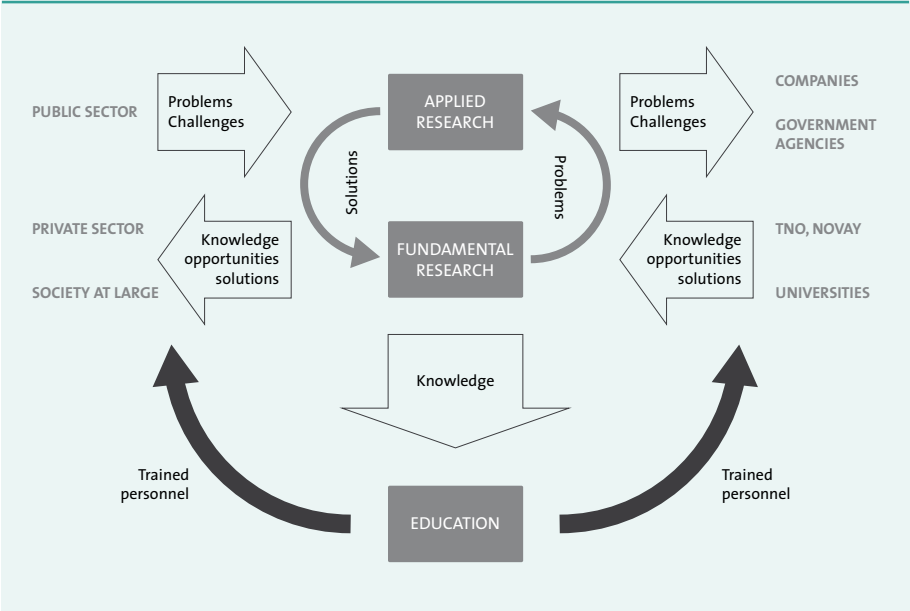 PUBLIC SECTOR
Problems
Challenges
APPLIED
RESEARCH
Problems
Challenges
COMPANIES
GOVERNMENT
AGENCIES
Solutions
Problems
PRIVATE SECTOR
SOCIETY AT LARGE
Knowledge
opportunities
solutions
FUNDAMENTAL
RESEARCH
Knowledge
opportunities
solutions
TNO, NOVAY
UNIVERSITIES
Knowledge
Trained
personnel
EDUCATION
Trained
personnel